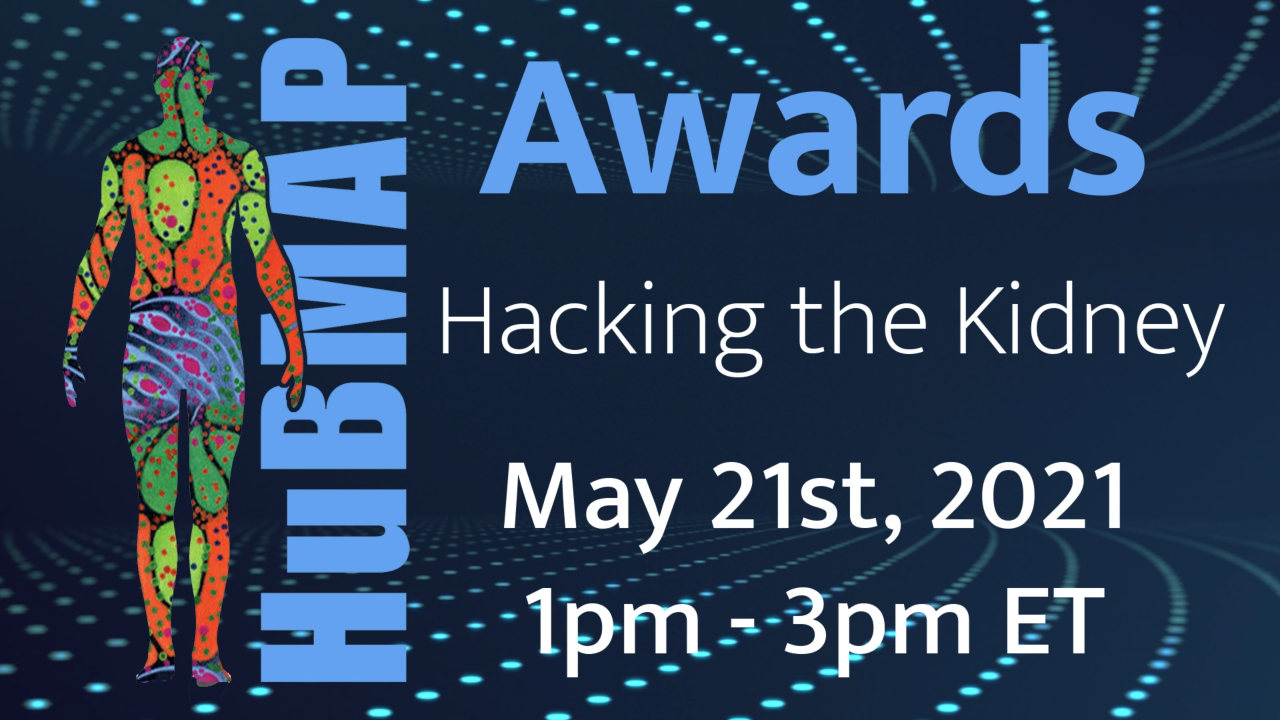 HuBMAP
Awards
Hacking the Kidney
May 21st, 2021
1pm - 3pm ET